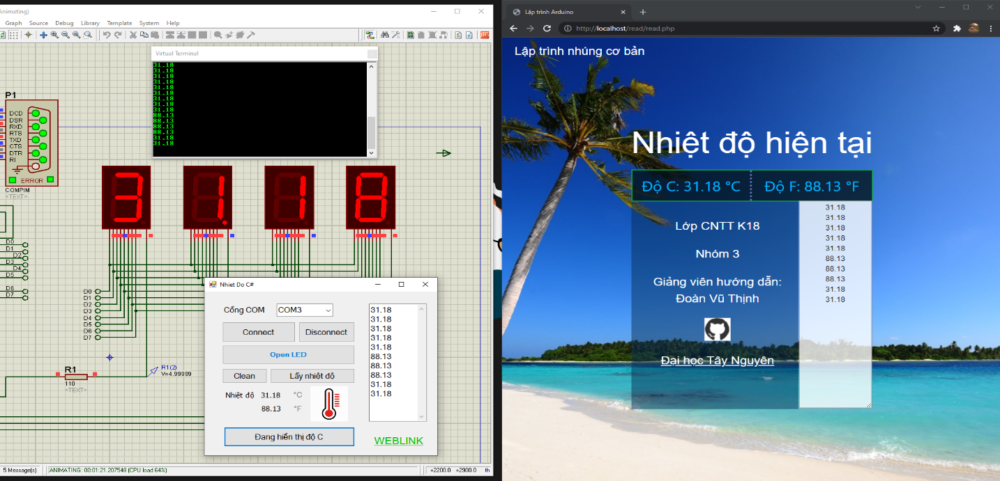 Animating)
Graph Source Debug Library Template System Help
Virtual Terminal
31.18
31.18
31.18
31.18
31.18
31.18
31.18
31.18
31.18
88.13
88.13
88.13
88.13
31.18
31.18
P1
DCD
DSR
RXD
RTS
TXD
CTS
DTR
RI
ERROR
COMPIM
<TEXT>
31.18
D0
D1
D2
D3
D4
D5
D6
D7
D0
D1
D2
D3
D4
D5
D6
D7
R1
110
<TEXT>
R1(2)
V=4.99999
Nhiet Do C#
Cổng COM COM3
Connect Disconnect
Open LED
Clean Lấy nhiệt độ
Nhiệt độ 31.18 °C
88.13 °F
Đang hiển thị độ C
31.18
31.18
31.18
31.18
31.18
88.13
88.13
88.13
31.18
31.18
WEBLINK
5 Message(s) ANIMATING: 00:01:21.207548 (CPU load 64%) +2200.0 +2900.0 th
Lập trình Arduino
http://localhost/read/read.php
Lập trình nhúng cơ bản
Nhiệt độ hiện tại
Độ C: 31.18 °C Độ F: 88.13 °F
Lớp CNTT K18
Nhóm 3
Giảng viên hướng dẫn:
Đoàn Vũ Thịnh
Đại học Tây Nguyên
31.18
31.18
31.18
31.18
31.18
88.13
88.13
88.13
31.18
31.18